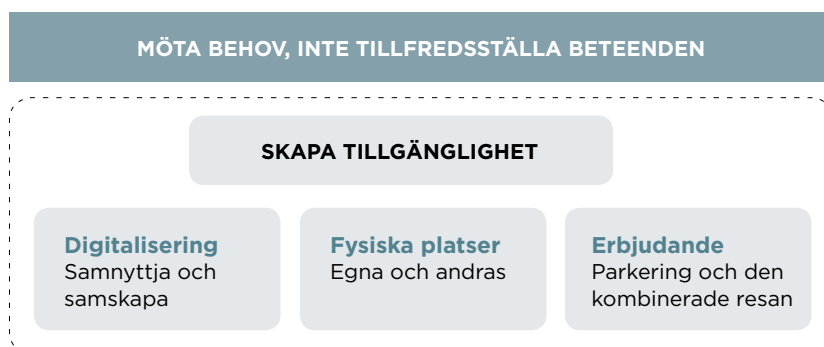 MÖTA BEHOV, INTE TILLFREDSSTÄLLA BETEENDEN
SKAPA TILLGÄNGLIGHET
Digitalisering
Samnyttja och
samskapa
Fysiska platser
Egna och andras
Erbjudande
Parkering och den
kombinerade resan